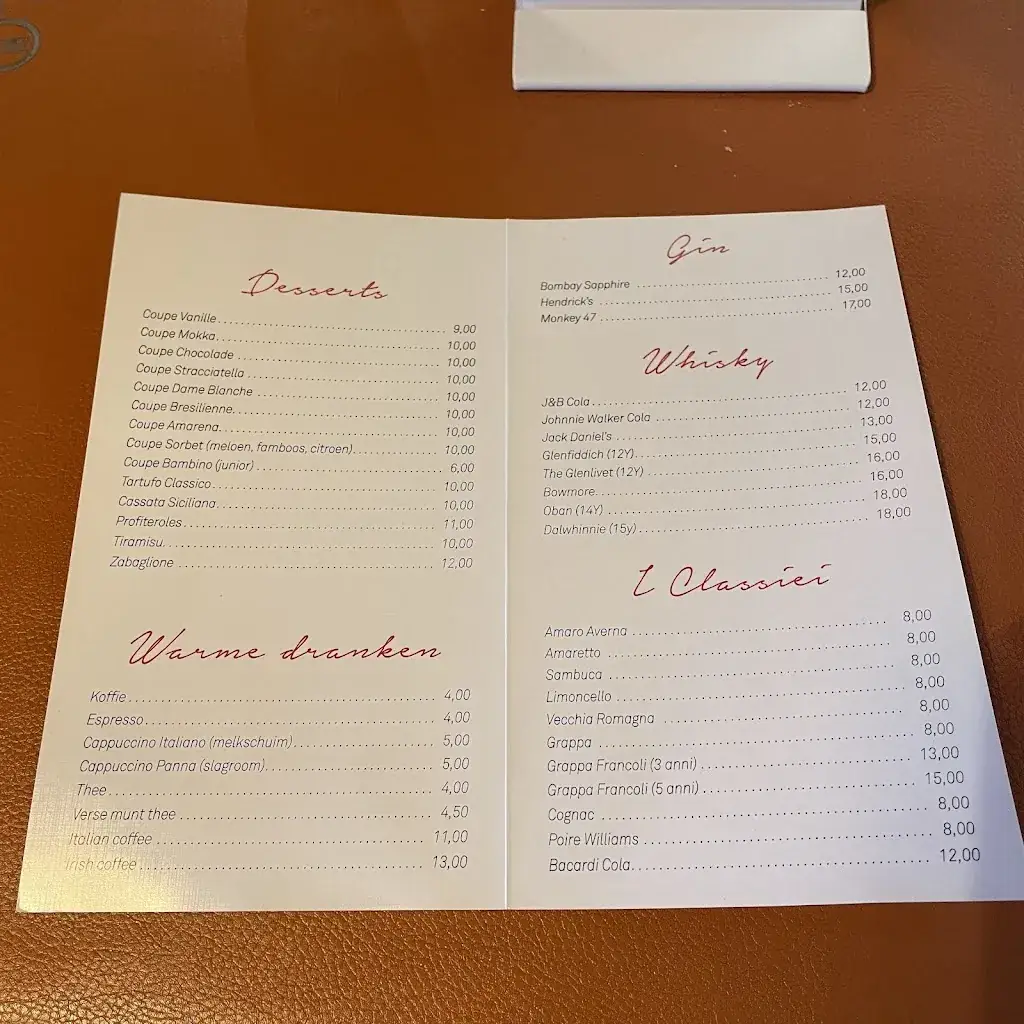 Desserts
Coupe Vanille 9,00
Coupe Mokka 10,00
Coupe Chocolade 10,00
Coupe Stracciatella 10,00
Coupe Dame Blanche 10,00
Coupe Bresilienne 10,00
Coupe Amarena 10,00
Coupe Sorbet (meloen, famboos, citroen) 10,00
Coupe Bambino (junior) 6,00
Tartufo Classico 10,00
Cassata Siciliana 10,00
Profiteroles 11,00
Tiramisu 10,00
Zabaglione 12,00
Warme dranken
Koffie 4,00
Espresso 4,00
Cappuccino Italiano (melkschuim) 5,00
Cappuccino Panna (slagroom) 5,00
Thee 4,00
Verse munt thee 4,50
Italian coffee 11,00
Irish coffee 13,00
Gin
Bombay Sapphire 12,00
Hendrick's 15,00
Monkey 47 17,00
Whisky
J&B Cola 12,00
Johnnie Walker Cola 12,00
Jack Daniel's 13,00
Glenfiddich (12Y) 15,00
The Glenlivet (12Y) 16,00
Bowmore 16,00
Oban (14Y) 18,00
Dalwhinnie (15y) 18,00
I Classici
Amaro Averna 8,00
Amaretto 8,00
Sambuca 8,00
Limoncello 8,00
Vecchia Romagna 8,00
Grappa 8,00
Grappa Francoli (3 anni) 13,00
Grappa Francoli (5 anni) 15,00
Cognac 8,00
Poire Williams 8,00
Bacardi Cola 12,00